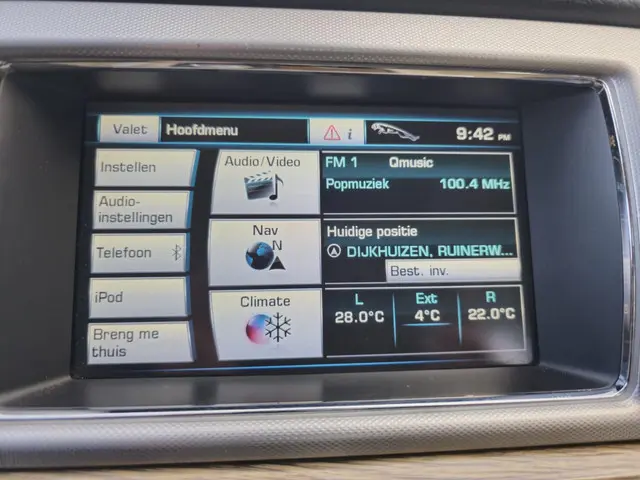 Valet
Hoofdmenu
i
9:42 PM
Instellen
Audio-
instellingen
Telefoon
iPod
Breng me
thuis
Audio/Video
Nav
N
Climate
FM 1 Qmusic
Popmuziek 100.4 MHz
Huidige positie
DIJKHUIZEN, RUINERW...
Best. inv.
L Ext R
28.0°C 4°C 22.0°C